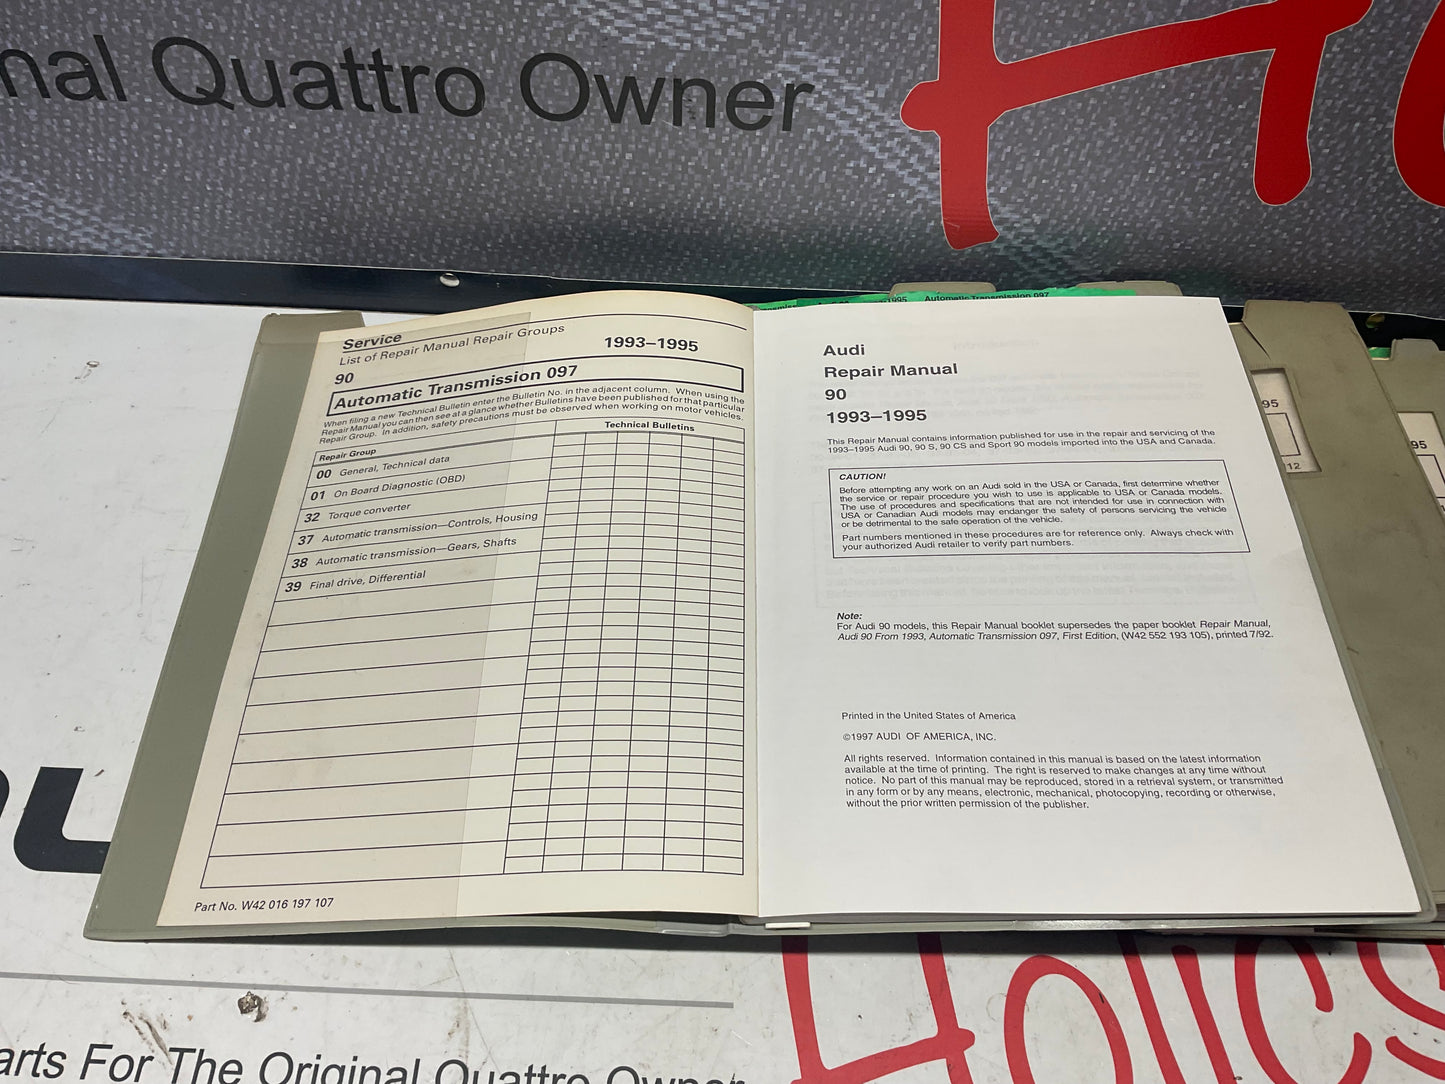 nal Quattro Owner
Service
List of Repair Manual Repair Groups
1993–1995
90
Automatic Transmission 097
When filing a new Technical Bulletin enter the Bulletin No. in the adjacent column. When using the
Repair Manual you can then see at a glance whether Bulletins have been published for that particular
Repair Group. In addition, safety precautions must be observed when working on motor vehicles.
Repair Group
Technical Bulletins
00 General, Technical data
01 On Board Diagnostic (OBD)
32 Torque converter
37 Automatic transmission—Controls, Housing
38 Automatic transmission—Gears, Shafts
39 Final drive, Differential
Part No. W42 016 197 107
1995 Automatic Transmission 097
Audi
Repair Manual
90
1993–1995
This Repair Manual contains information published for use in the repair and servicing of the
1993–1995 Audi 90, 90 S, 90 CS and Sport 90 models imported into the USA and Canada.
CAUTION!
Before attempting any work on an Audi sold in the USA or Canada, first determine whether
the service or repair procedure you wish to use is applicable to USA or Canada models.
The use of procedures and specifications that are not intended for use in connection with
USA or Canadian Audi models may endanger the safety of persons servicing the vehicle
or be detrimental to the safe operation of the vehicle.
Part numbers mentioned in these procedures are for reference only. Always check with
your authorized Audi retailer to verify part numbers.
Note:
For Audi 90 models, this Repair Manual booklet supersedes the paper booklet Repair Manual,
Audi 90 From 1993, Automatic Transmission 097, First Edition, (W42 552 193 105), printed 7/92.
Printed in the United States of America
©1997 AUDI OF AMERICA, INC.
All rights reserved. Information contained in this manual is based on the latest information
available at the time of printing. The right is reserved to make changes at any time without
notice. No part of this manual may be reproduced, stored in a retrieval system, or transmitted
in any form or by any means, electronic, mechanical, photocopying, recording or otherwise,
without the prior written permission of the publisher.
95
12
95
Holics
arts For The Original Quattro Owner